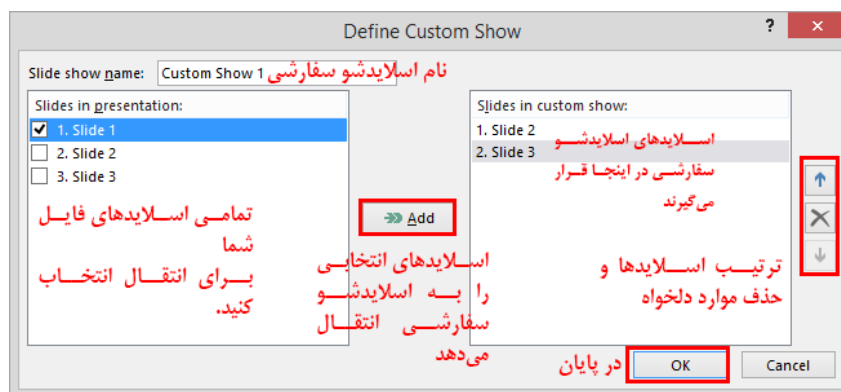 Define Custom Show
?
Slide show name: Custom Show 1 نام اسلایدشو سفارشی
Slides in presentation:
1. Slide 1
2. Slide 2
3. Slide 3
تمامی اسلایدهای فایل
شما
برای انتقال انتخاب
کنید.
Add
اسلایدهای انتخابی
را به اسلایدشو
سفارشی انتقال
می‌دهد
Slides in custom show:
1. Slide 2
2. Slide 3
اسلایدهای اسلایدشو
سفارشی در اینجا قرار
می‌گیرند
ترتیب اسلایدها و
حذف موارد دلخواه
در پایان
OK
Cancel